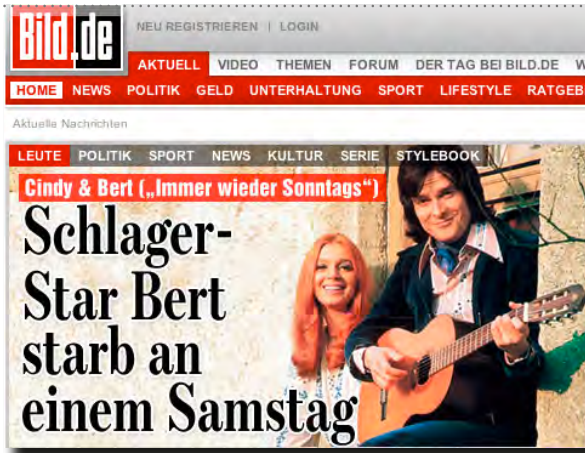 Bild.de
NEU REGISTRIEREN | LOGIN
AKTUELL VIDEO THEMEN FORUM DER TAG BEI BILD.DE W
HOME NEWS POLITIK GELD UNTERHALTUNG SPORT LIFESTYLE RATGEB
Aktuelle Nachrichten
LEUTE POLITIK SPORT NEWS KULTUR SERIE STYLEBOOK
Cindy & Bert („Immer wieder Sonntags“)
Schlager-
Star Bert
starb an
einem Samstag